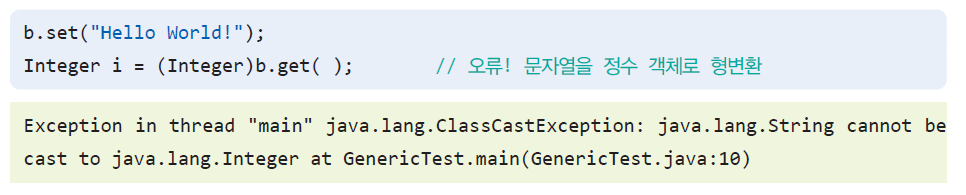 b.set("Hello World!");
Integer i = (Integer)b.get( );	// 오류! 문자열을 정수 객체로 형변환
Exception in thread "main" java.lang.ClassCastException: java.lang.String cannot be
cast to java.lang.Integer at GenericTest.main(GenericTest.java:10)